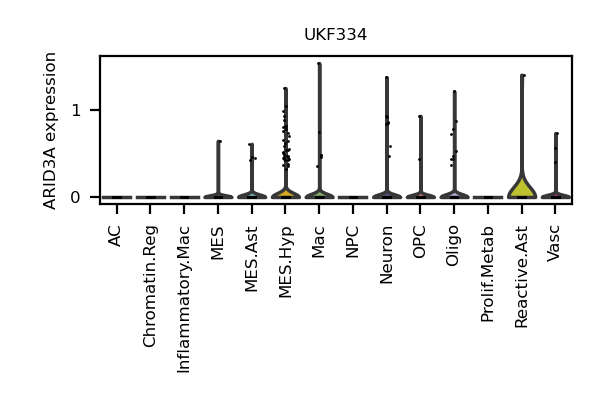 UKF334
ARID3A expression
1
0
AC
Chromatin.Reg
Inflammatory.Mac
MES
MES.Ast
MES.Hyp
Mac
NPC
Neuron
OPC
Oligo
Prolif.Metab
Reactive.Ast
Vasc